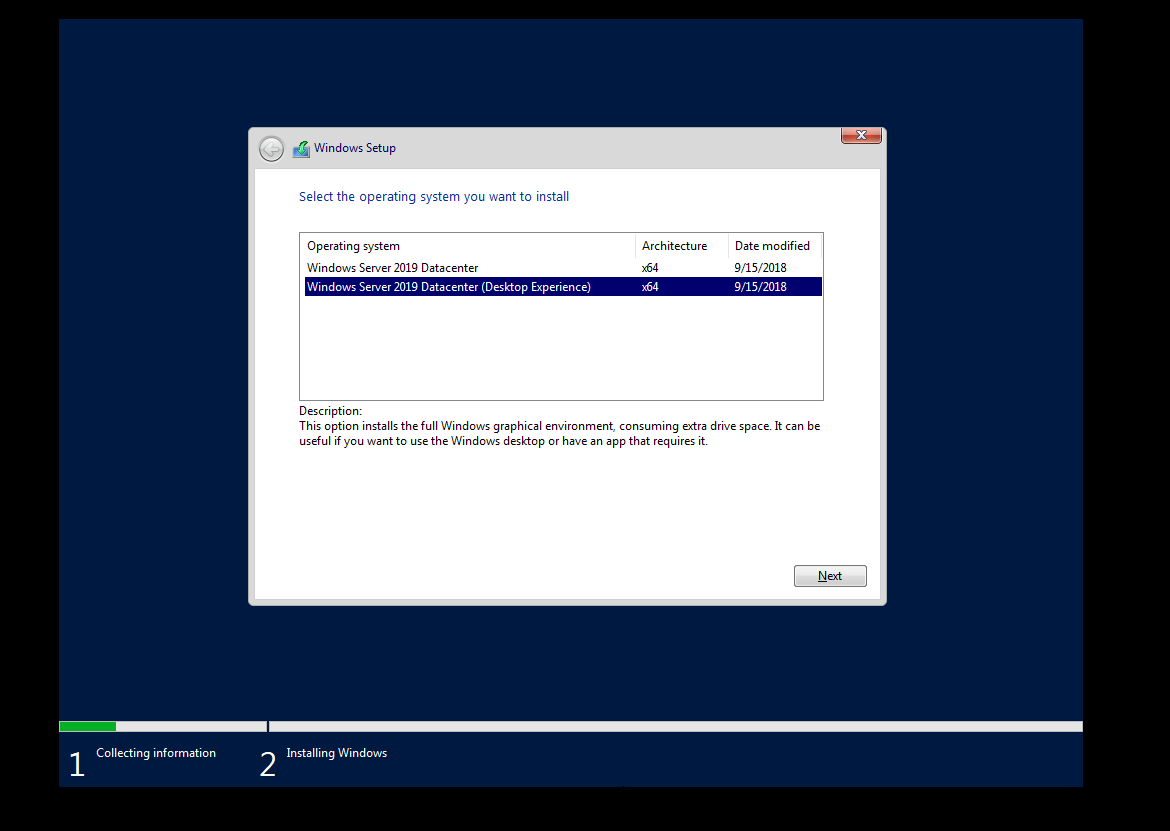 Windows Setup
Select the operating system you want to install
Operating system Architecture Date modified
Windows Server 2019 Datacenter x64 9/15/2018
Windows Server 2019 Datacenter (Desktop Experience) x64 9/15/2018
Description:
This option installs the full Windows graphical environment, consuming extra drive space. It can be
useful if you want to use the Windows desktop or have an app that requires it.
Next
1 Collecting information 2 Installing Windows